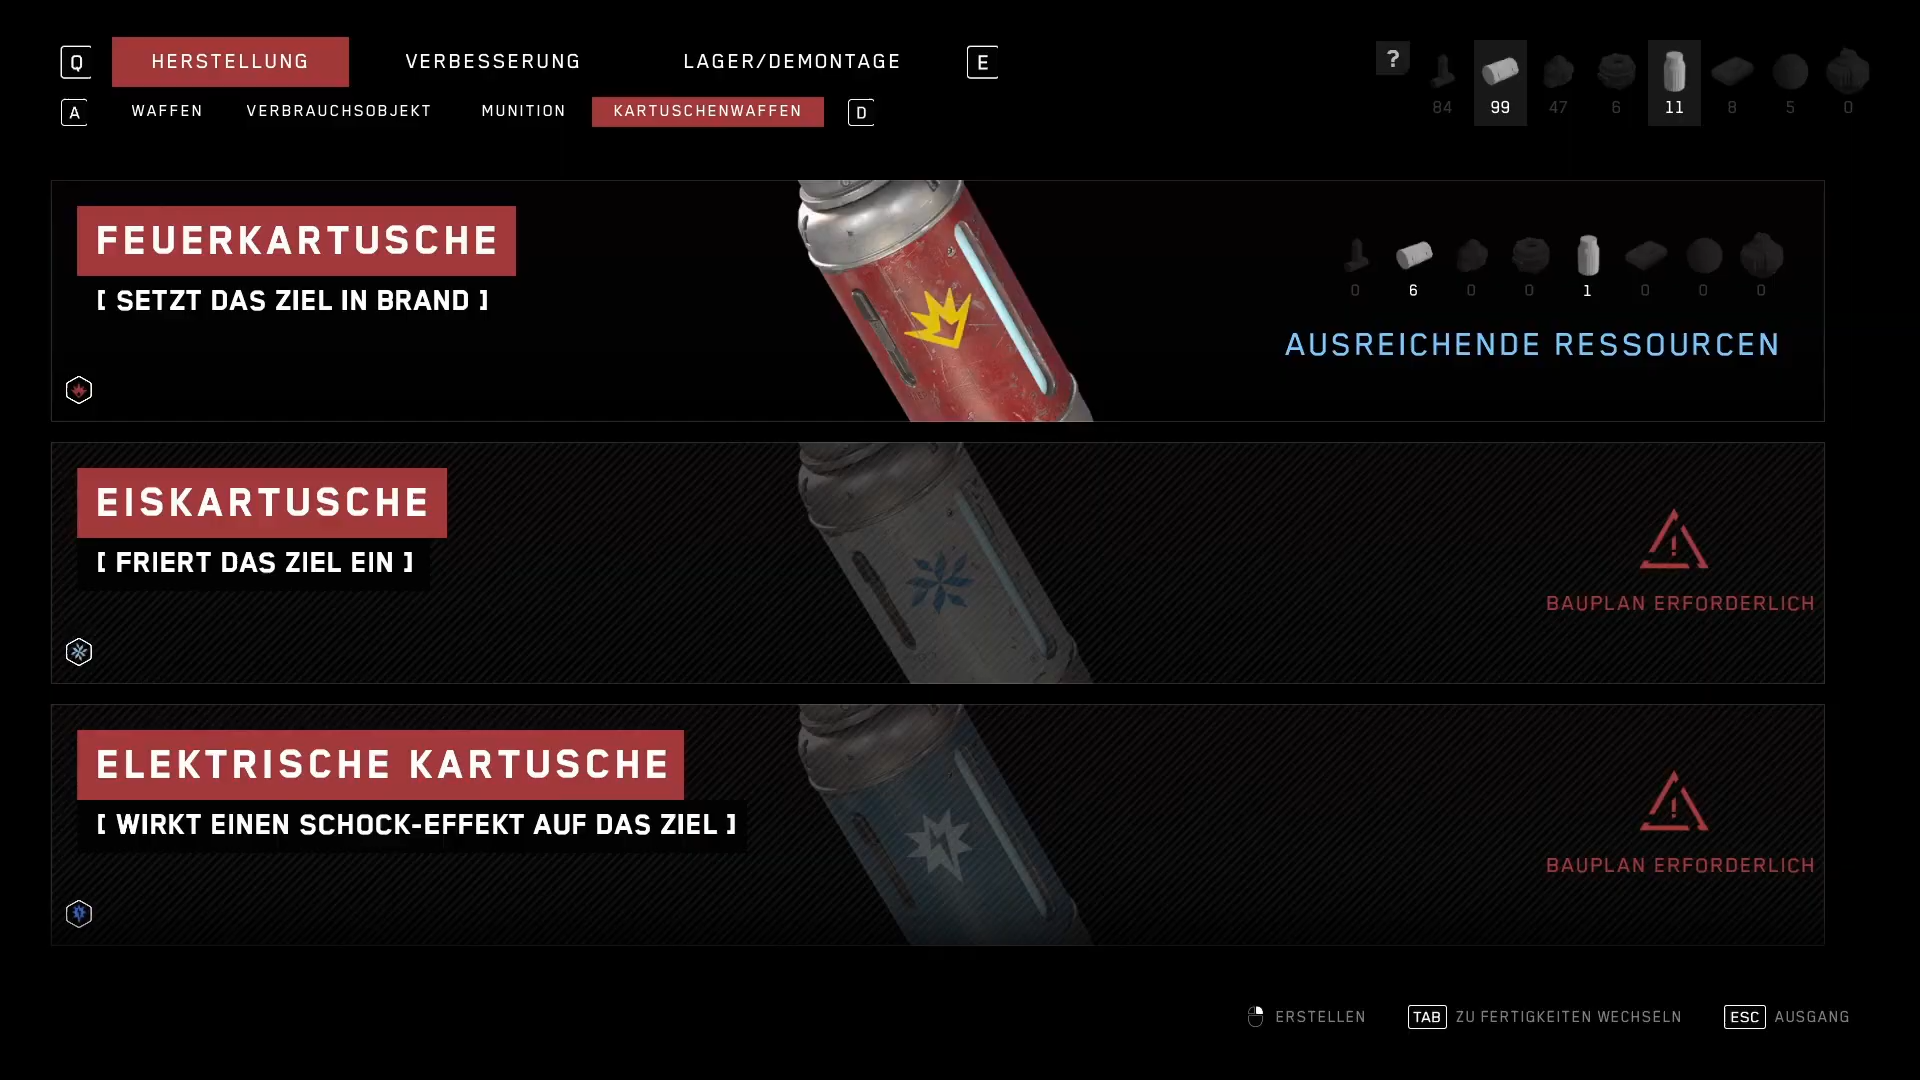 Q HERSTELLUNG VERBESSERUNG LAGER/DEMONTAGE E
A WAFFEN VERBRAUCHSOBJEKT MUNITION KARTUSCHENWAFFEN D
?
84 99 47 6 11 8 5 0
FEUERKARTUSCHE
[ SETZT DAS ZIEL IN BRAND ]
0 6 0 0 1 0 0 0
AUSREICHENDE RESSOURCEN
EISKARTUSCHE
[ FRIERT DAS ZIEL EIN ]
BAUPLAN ERFORDERLICH
ELEKTRISCHE KARTUSCHE
[ WIRKT EINEN SCHOCK-EFFEKT AUF DAS ZIEL ]
BAUPLAN ERFORDERLICH
ERSTELLEN TAB ZU FERTIGKEITEN WECHSELN ESC AUSGANG